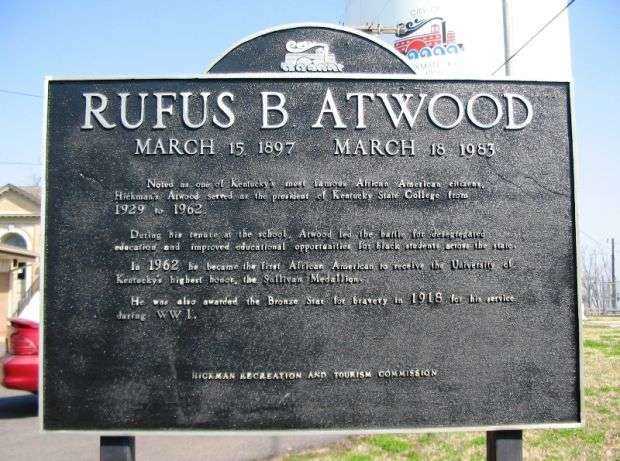 CITY OF
RUFUS B ATWOOD
MARCH 15, 1897 MARCH 18, 1983
Noted as one of Kentucky's most famous African American citizens,
Hickman's Atwood served as the president of Kentucky State College from
1929 to 1962.
During his tenure at the school, Atwood led the battle for desegregated
education and improved educational opportunities for black students across the state.
In 1962 he became the first African American to receive the University of
Kentucky's highest honor, the Sullivan Medallion.
He was also awarded the Bronze Star for bravery in 1918 for his service
during WW I.
HICKMAN RECREATION AND TOURISM COMMISSION